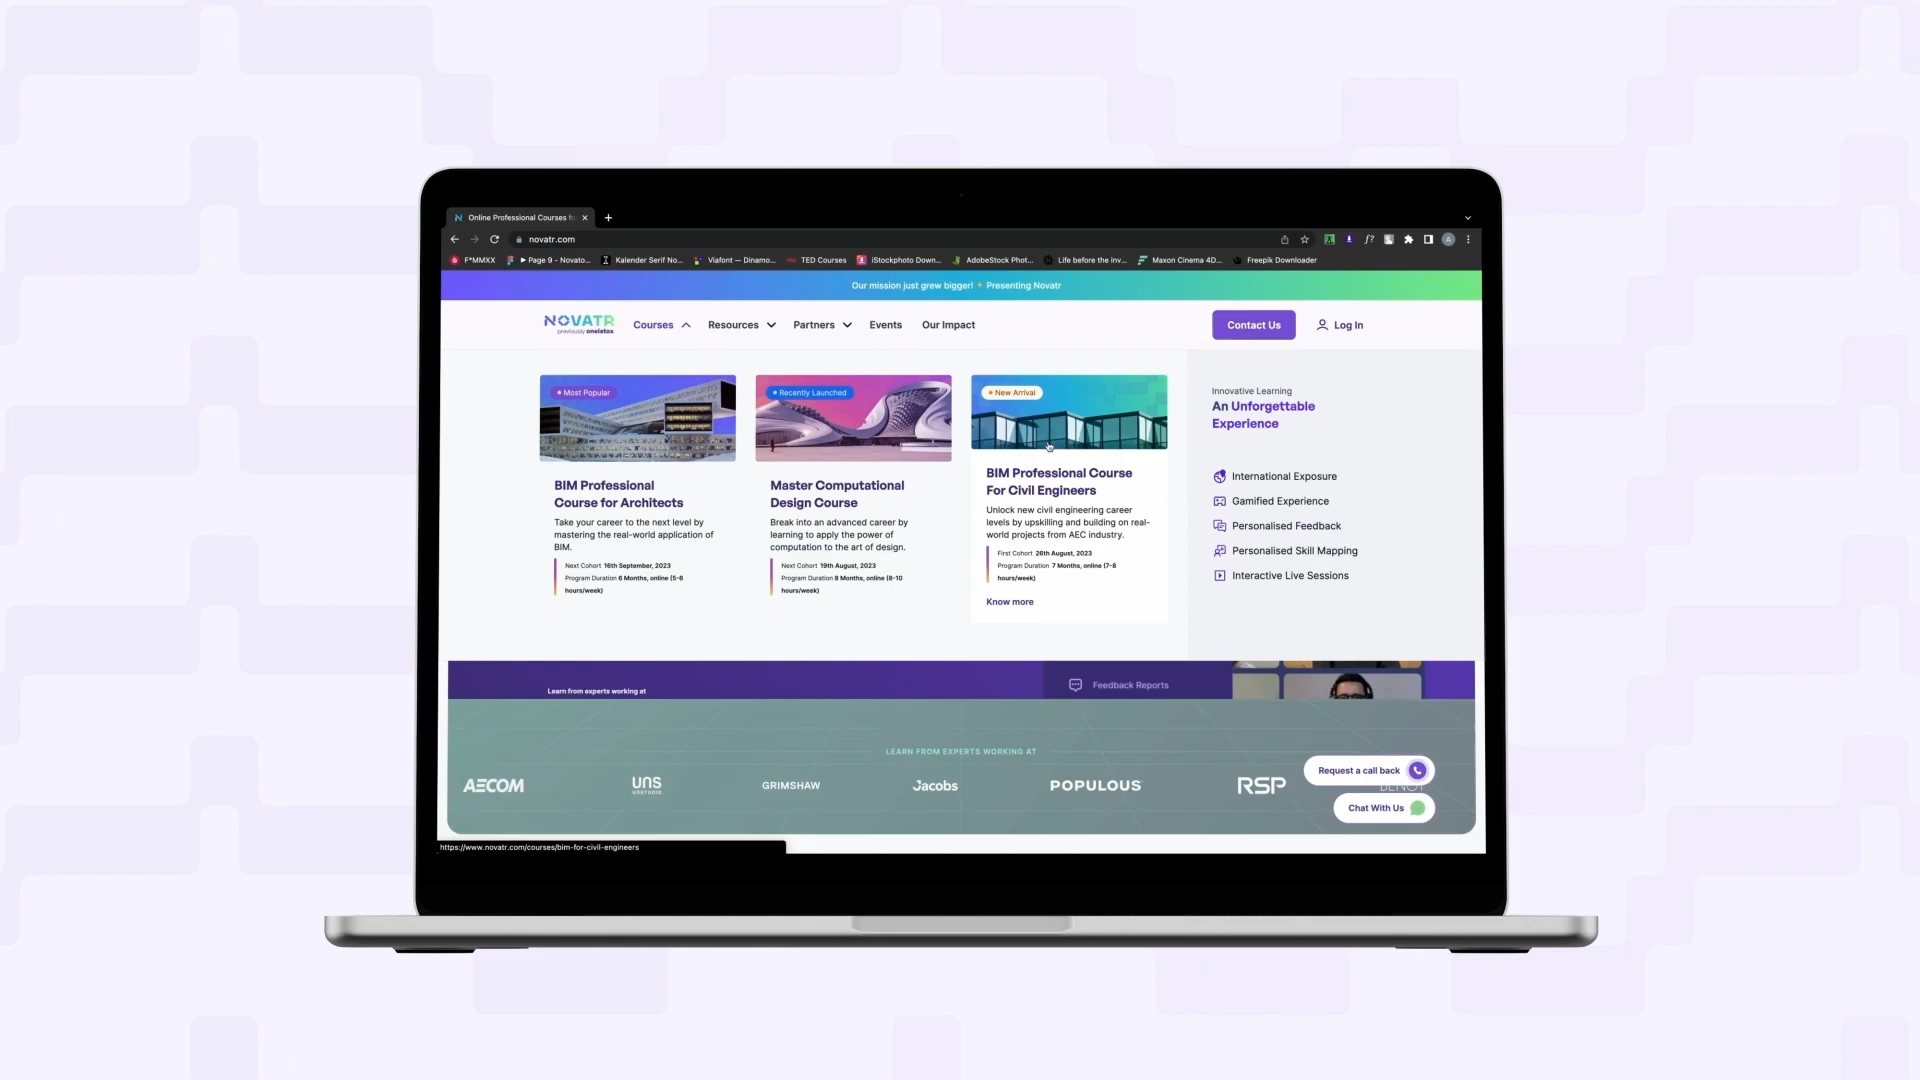 Online Professional Courses fo
novatr.com
F*MMXX
► Page 9 - Novato...
Kalender Serif No...
Viafont — Dinamo...
TED Courses
iStockphoto Down...
AdobeStock Phot...
Life before the Inv...
Maxon Cinema 4D...
Freepik Downloader
Our mission just grew bigger! Presenting Novatr
NOVATR
previously oneistox
Courses
Resources
Partners
Events
Our Impact
Contact Us
Log In
Most Popular
BIM Professional
Course for Architects
Take your career to the next level by
mastering the real-world application of
BIM.
Next Cohort 16th September, 2023
Program Duration 6 Months, online (5-6
hours/week)
Recently Launched
Master Computational
Design Course
Break into an advanced career by
learning to apply the power of
computation to the art of design.
Next Cohort 19th August, 2023
Program Duration 8 Months, online (8-10
hours/week)
New Arrival
BIM Professional Course
For Civil Engineers
Unlock new civil engineering career
levels by upskilling and building on real-
world projects from AEC industry.
First Cohort 26th August, 2023
Program Duration 7 Months, online (7-8
hours/week)
Know more
Innovative Learning
An Unforgettable
Experience
International Exposure
Gamified Experience
Personalised Feedback
Personalised Skill Mapping
Interactive Live Sessions
Learn from experts working at
Feedback Reports
LEARN FROM EXPERTS WORKING AT
AECOM
UNS
UNSTUDIO
GRIMSHAW
Jacobs
POPULOUS
RSP
Request a call back
Chat With Us
https://www.novatr.com/courses/bim-for-civil-engineers